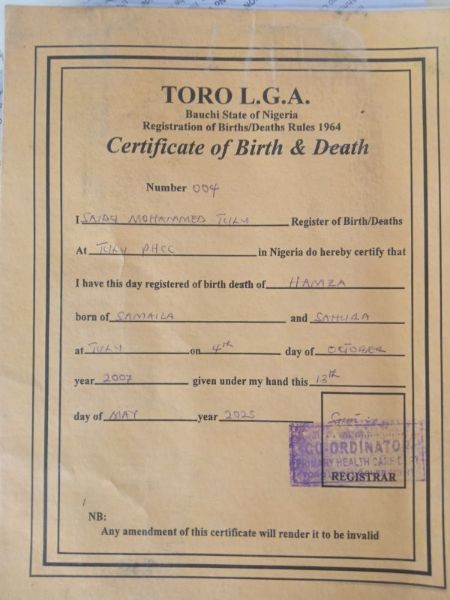 TORO L.G.A.
Bauchi State of Nigeria
Registration of Births/Deaths Rules 1964
Certificate of Birth & Death
Number 004
I SAIDU MOHAMMED TULU Register of Birth/Deaths
At TULU PHCC in Nigeria do hereby certify that
I have this day registered of birth death of HAMZA
born of SAMAILA and SAHURA
at TULU on 4th day of OCTOBER
year 2007 given under my hand this 13th
day of MAY year 2025
CO-ORDINATOR
PRIMARY HEALTH CARE
REGISTRAR
NB:
Any amendment of this certificate will render it to be invalid